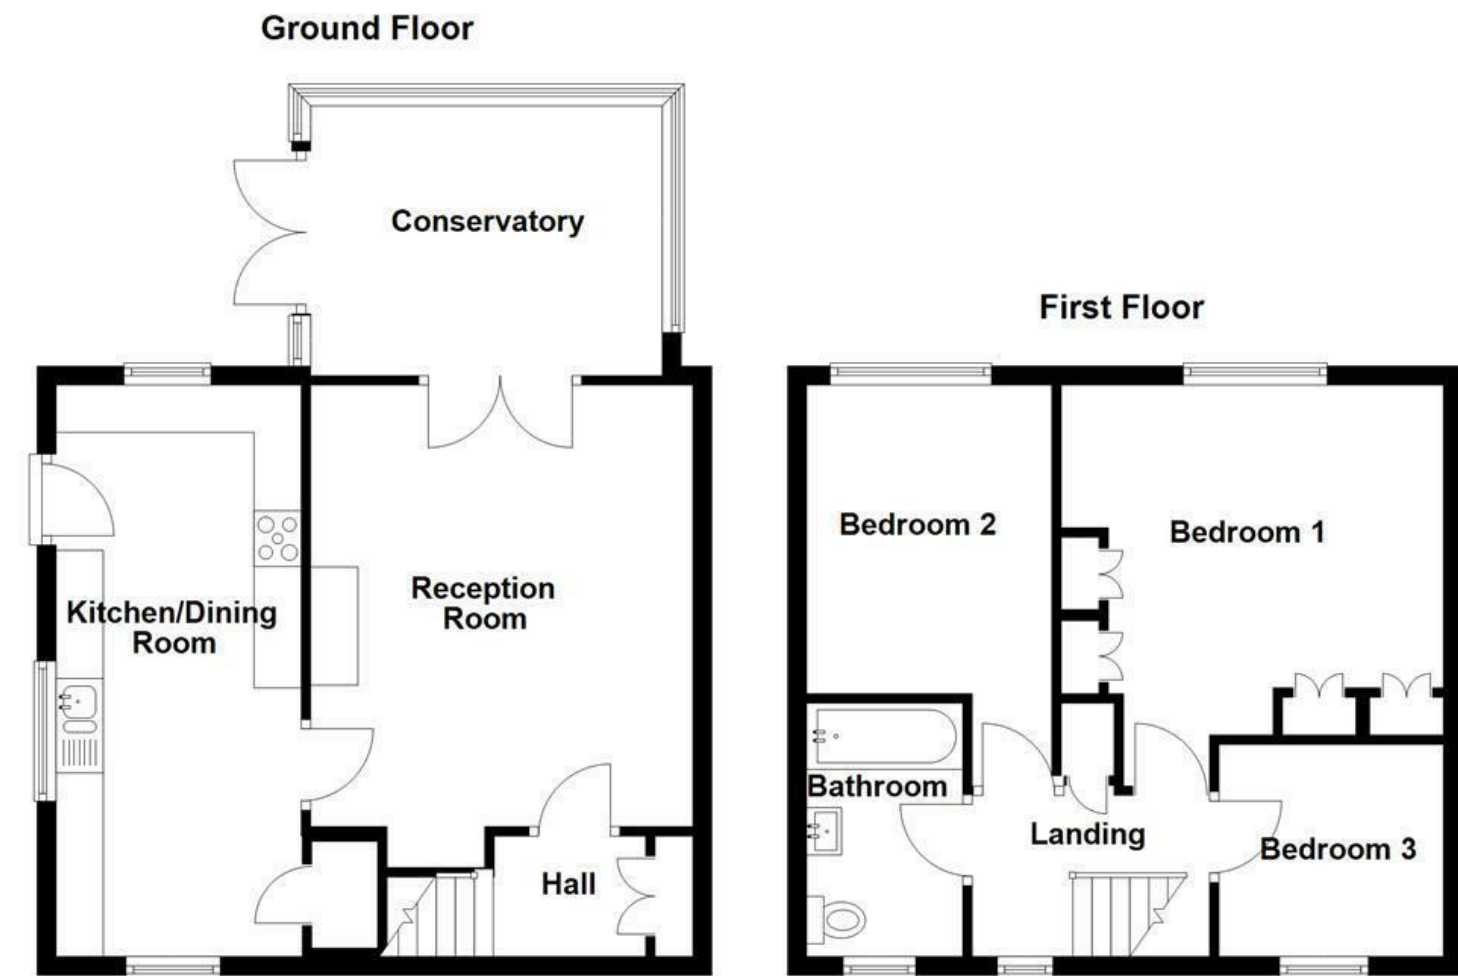 Ground Floor
Conservatory
Kitchen/Dining
Room
Reception
Room
Hall
First Floor
Bedroom 2
Bedroom 1
Bathroom
Landing
Bedroom 3